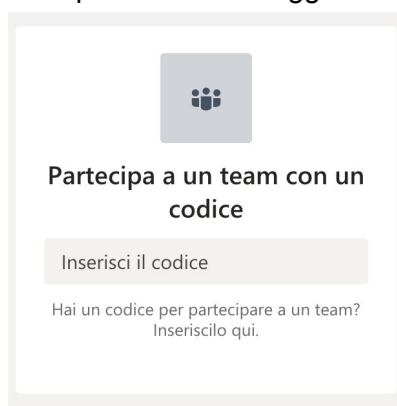 Partecipa a un team con un
codice
Inserisci il codice
Hai un codice per partecipare a un team?
Inseriscilo qui.